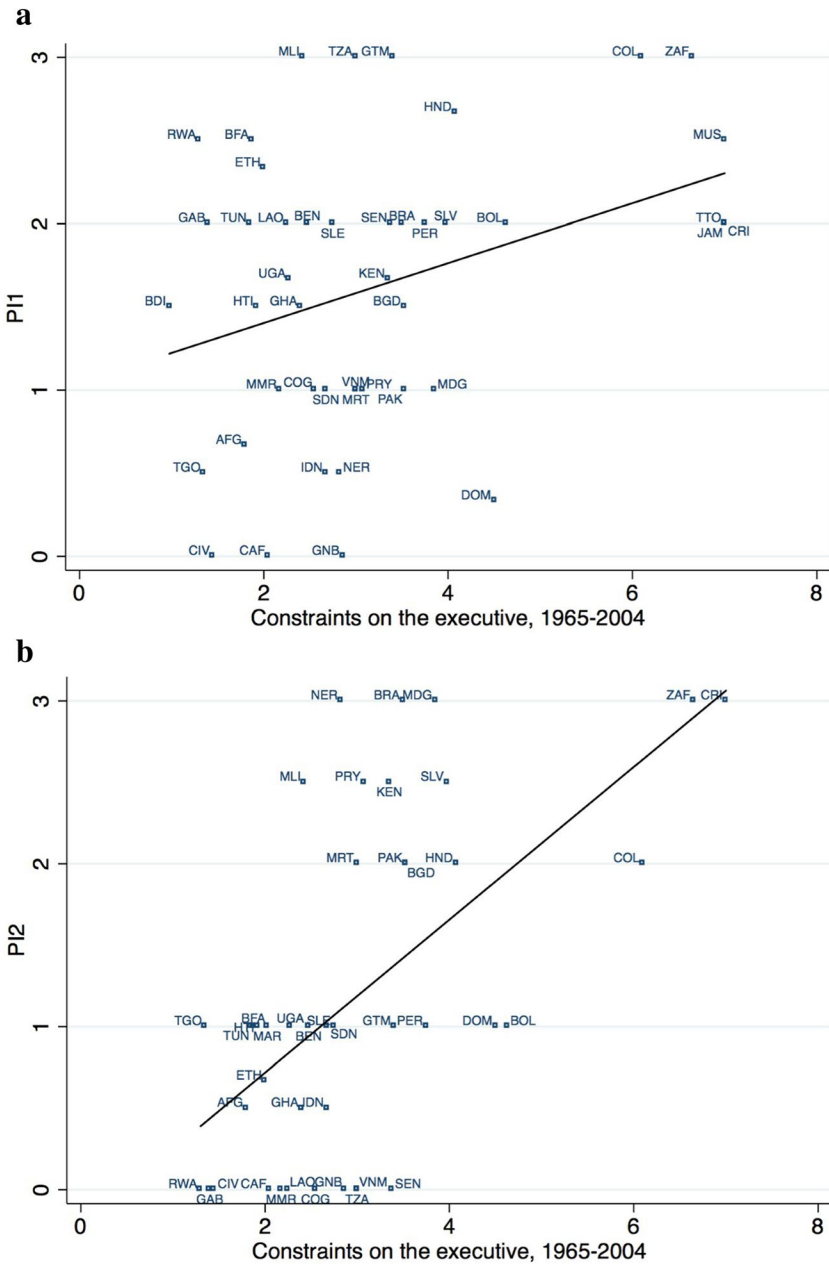 a
3
MLI TZA GTM COL ZAF
HND
RWA BFA MUS
ETH
2
GAB TUN LAO BEN SEN BRA SLV BOL TTO
SLE PER JAM CRI
UGA KEN
BDI HTI GHA BGD
PI1
1
MMR COG VNM PRY MDG
SDN MRT PAK
AFG
TGO IDN NER
DOM
0
CIV CAF GNB
0 2 4 6 8
Constraints on the executive, 1965-2004
b
3
NER BRA MDG ZAF CRI
MLI PRY SLV
KEN
2
MRT PAK HND COL
BGD
PI2
1
TGO BFA UGA SLE GTM PER DOM BOL
HTI
TUN MAR BEN SDN
ETH
AFG GHA IDN
0
RWA CIV CAF LAO GNB VNM SEN
GAB MMR COG TZA
0 2 4 6 8
Constraints on the executive, 1965-2004